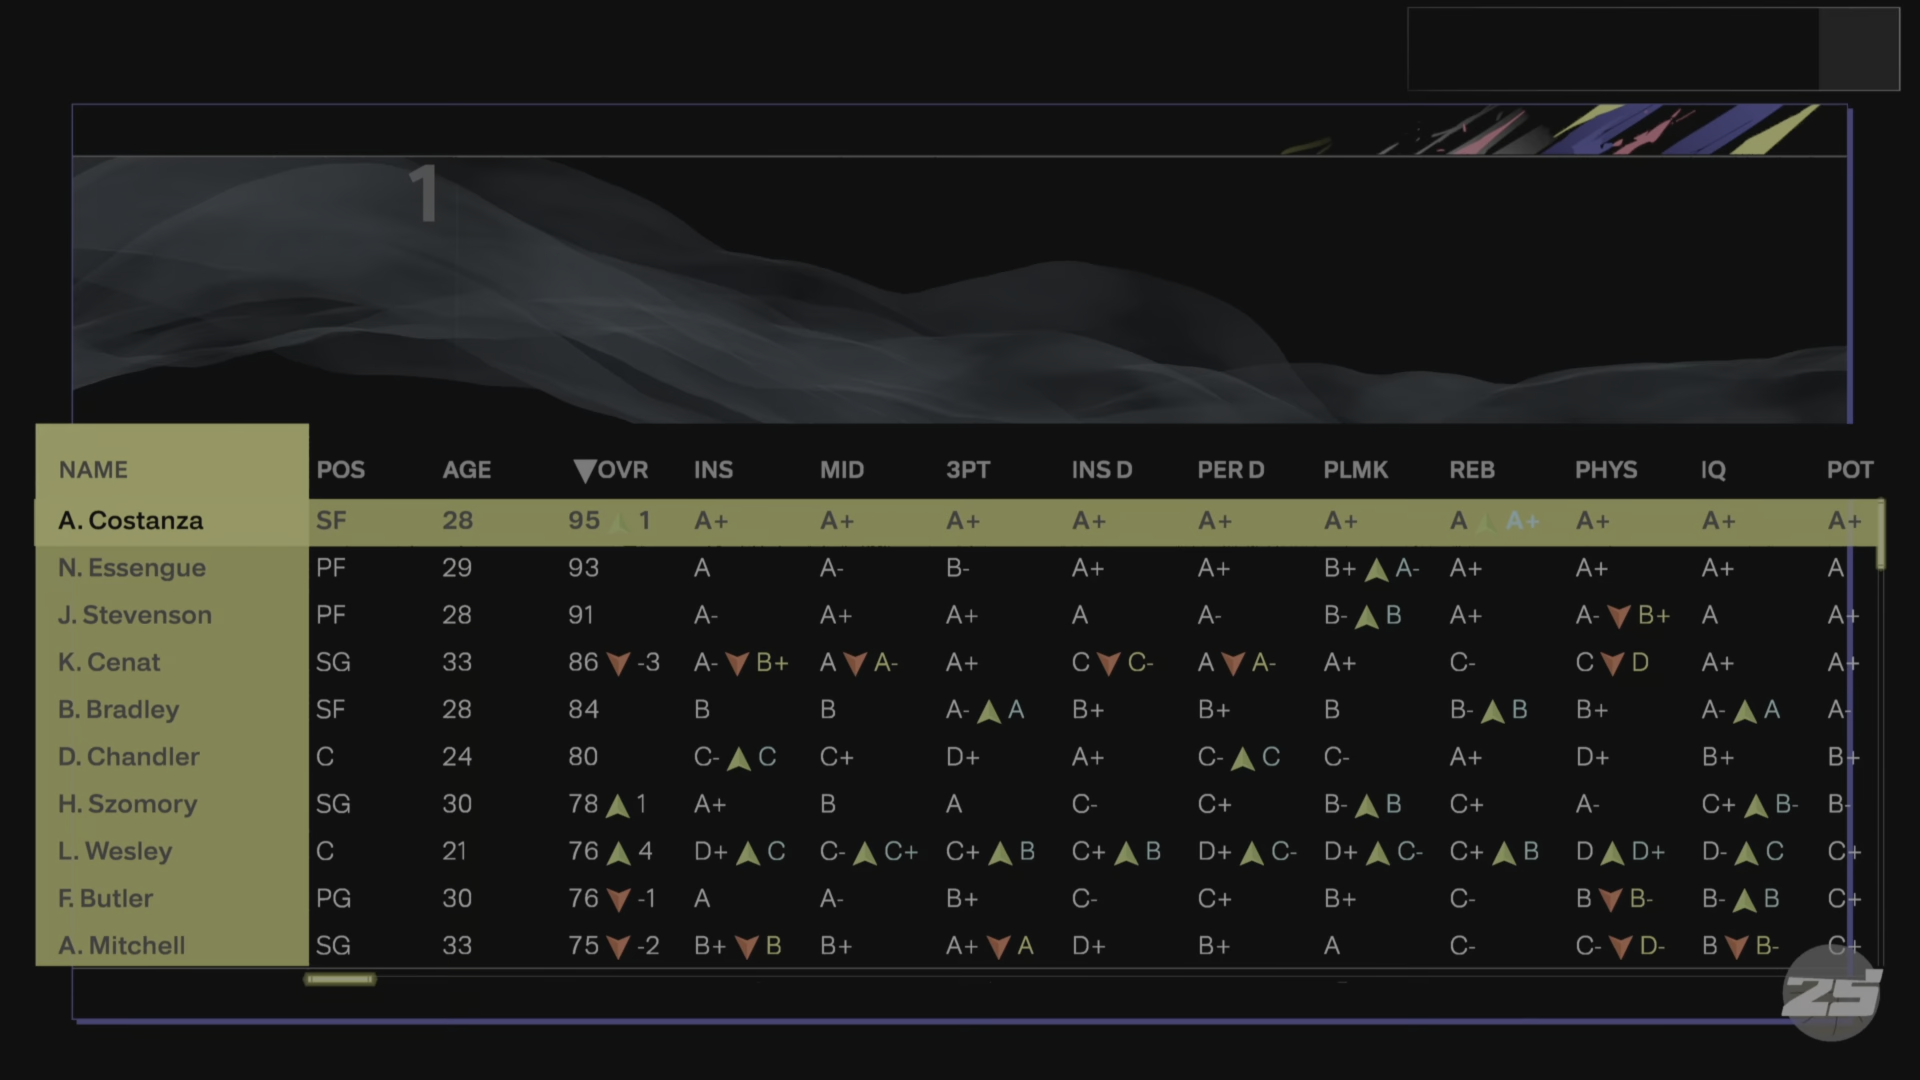 1
NAME POS AGE ▼OVR INS MID 3PT INS D PER D PLMK REB PHYS IQ POT
A. Costanza SF 28 95 ▲ 1 A+ A+ A+ A+ A+ A+ A ▲ A+ A+ A+ A+
N. Essengue PF 29 93 A A- B- A+ A+ B+ ▲ A- A+ A+ A+ A
J. Stevenson PF 28 91 A- A+ A+ A A- B- ▲ B A+ A- ▼ B+ A A+
K. Cenat SG 33 86 ▼ -3 A- ▼ B+ A ▼ A- A+ C ▼ C- A ▼ A- A+ C- C ▼ D A+ A+
B. Bradley SF 28 84 B B A- ▲ A B+ B+ B B- ▲ B B+ A- ▲ A A-
D. Chandler C 24 80 C- ▲ C C+ D+ A+ C- ▲ C C- A+ D+ B+ B+
H. Szomory SG 30 78 ▲ 1 A+ B A C- C+ B- ▲ B C+ A- C+ ▲ B- B-
L. Wesley C 21 76 ▲ 4 D+ ▲ C C- ▲ C+ C+ ▲ B C+ ▲ B D+ ▲ C- D+ ▲ C- C+ ▲ B D ▲ D+ D- ▲ C C+
F. Butler PG 30 76 ▼ -1 A A- B+ C- C+ B+ C- B ▼ B- B- ▲ B C+
A. Mitchell SG 33 75 ▼ -2 B+ ▼ B B+ A+ ▼ A D+ B+ A C- C- ▼ D- B ▼ B- C+
25